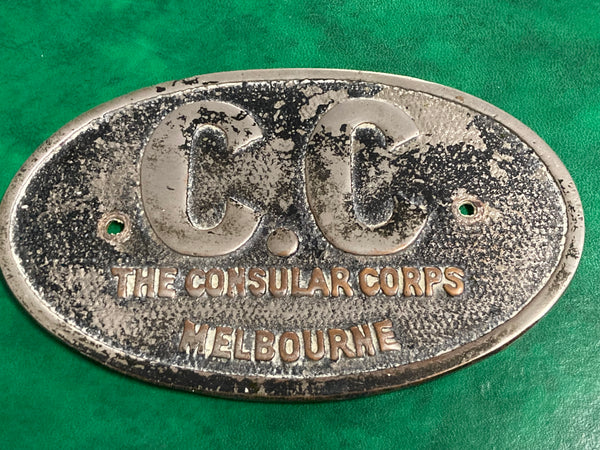 C.C
THE CONSULAR CORPS
MELBOURNE